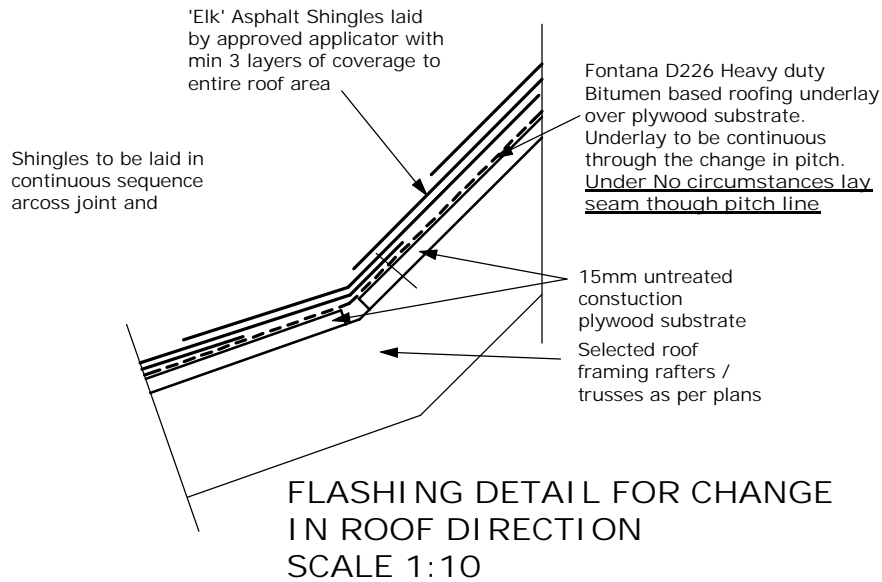 'Elk' Asphalt Shingles laid
by approved applicator with
min 3 layers of coverage to
entire roof area
Fontana D226 Heavy duty
Bitumen based roofing underlay
over plywood substrate.
Underlay to be continuous
through the change in pitch.
Under No circumstances lay
seam though pitch line
Shingles to be laid in
continuous sequence
arcoss joint and
15mm untreated
constuction
plywood substrate
Selected roof
framing rafters /
trusses as per plans
FLASHING DETAIL FOR CHANGE
IN ROOF DIRECTION
SCALE 1:10